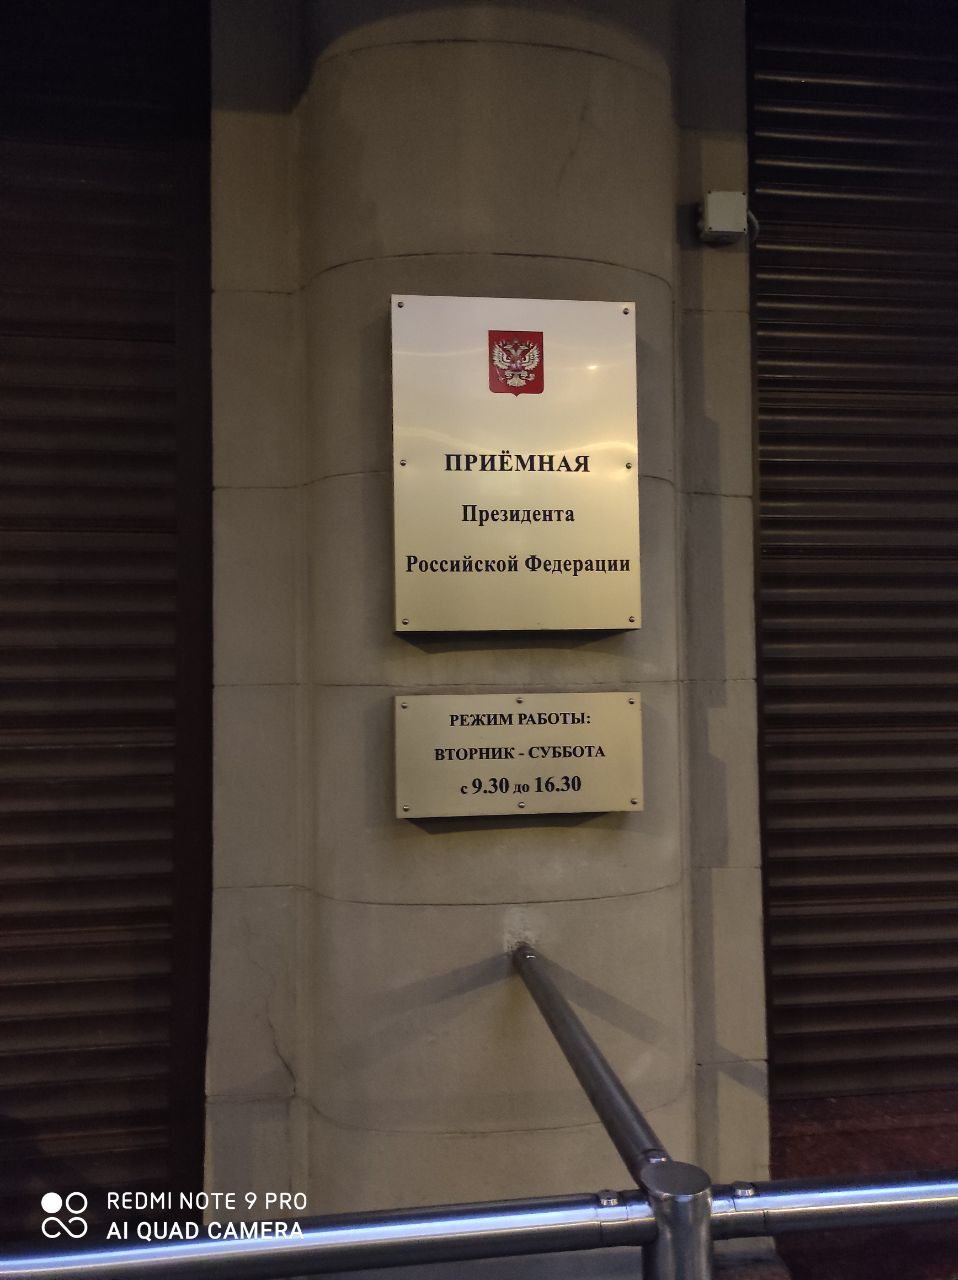 ПРИЁМНАЯ
Президента
Российской Федерации
РЕЖИМ РАБОТЫ:
ВТОРНИК - СУББОТА
с 9.30 до 16.30
REDMI NOTE 9 PRO
AI QUAD CAMERA